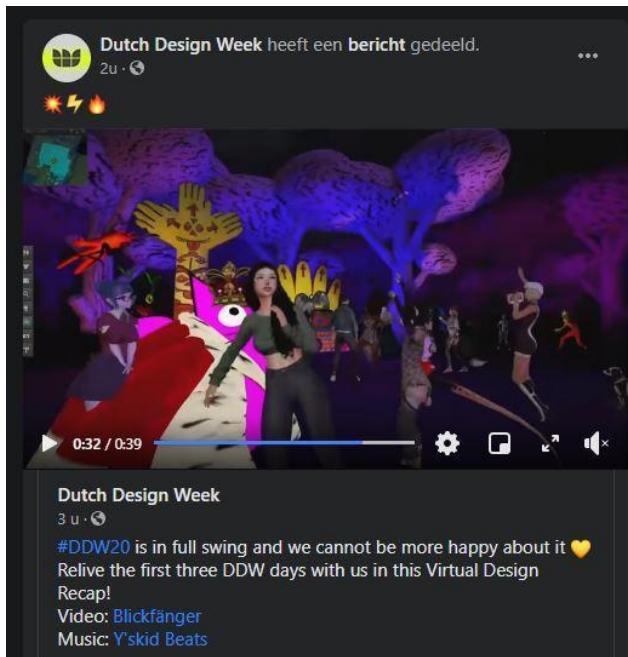 Dutch Design Week heeft een bericht gedeeld.
2u ·
💥⚡🔥
0:32 / 0:39
Dutch Design Week
3 u ·
#DDW20 is in full swing and we cannot be more happy about it 💛
Relive the first three DDW days with us in this Virtual Design
Recap!
Video: Blickfänger
Music: Y'skid Beats